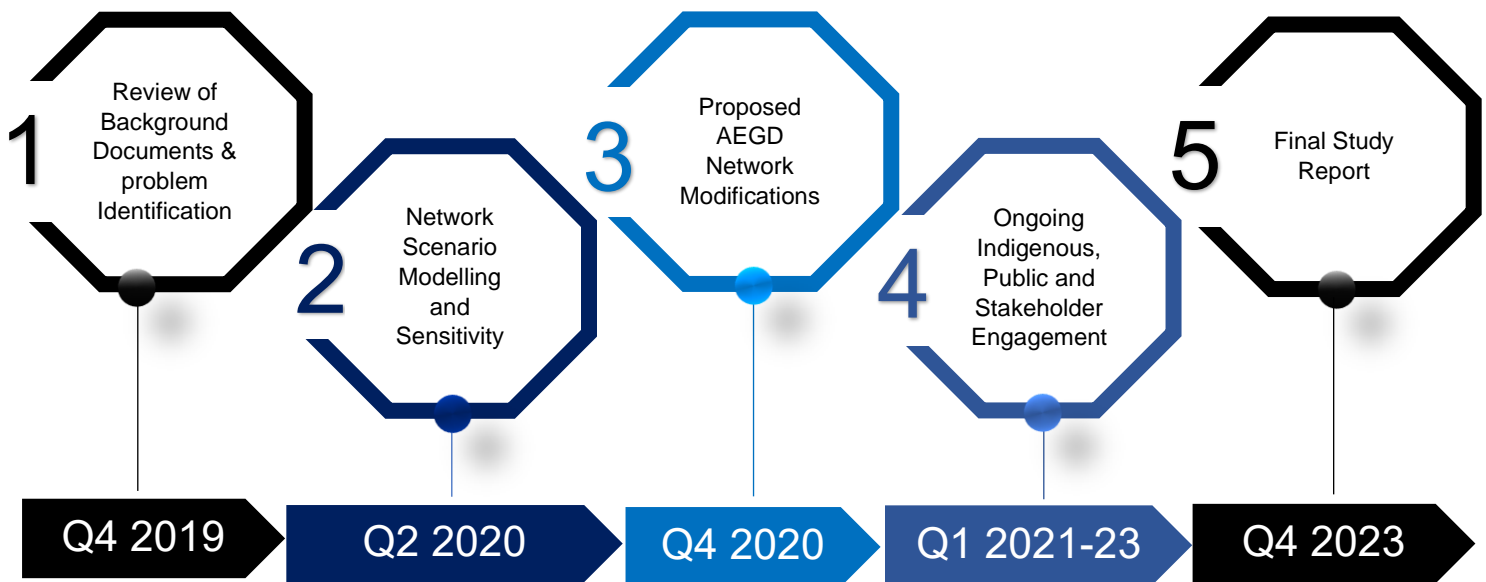 1
Review of
Background
Documents &
problem
Identification
2
Network
Scenario
Modelling
and
Sensitivity
3
Proposed
AEGD
Network
Modifications
4
Ongoing
Indigenous,
Public and
Stakeholder
Engagement
5
Final Study
Report
Q4 2019
Q2 2020
Q4 2020
Q1 2021-23
Q4 2023